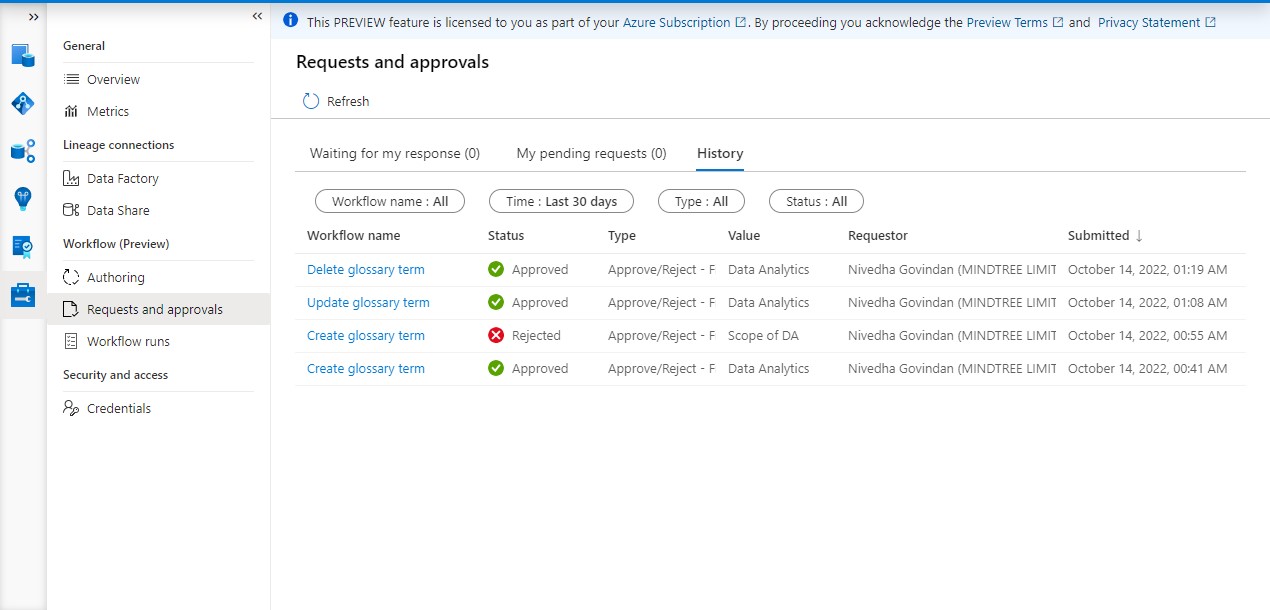 This PREVIEW feature is licensed to you as part of your Azure Subscription. By proceeding you acknowledge the Preview Terms and Privacy Statement
General
Overview
Metrics
Lineage connections
Data Factory
Data Share
Workflow (Preview)
Authoring
Requests and approvals
Workflow runs
Security and access
Credentials
Requests and approvals
Refresh
Waiting for my response (0) My pending requests (0) History
Workflow name : All Time : Last 30 days Type : All Status : All
Workflow name Status Type Value Requestor Submitted ↓
Delete glossary term Approved Approve/Reject - F Data Analytics Nivedha Govindan (MINDTREE LIMIT October 14, 2022, 01:19 AM
Update glossary term Approved Approve/Reject - F Data Analytics Nivedha Govindan (MINDTREE LIMIT October 14, 2022, 01:08 AM
Create glossary term Rejected Approve/Reject - F Scope of DA Nivedha Govindan (MINDTREE LIMIT October 14, 2022, 00:55 AM
Create glossary term Approved Approve/Reject - F Data Analytics Nivedha Govindan (MINDTREE LIMIT October 14, 2022, 00:41 AM